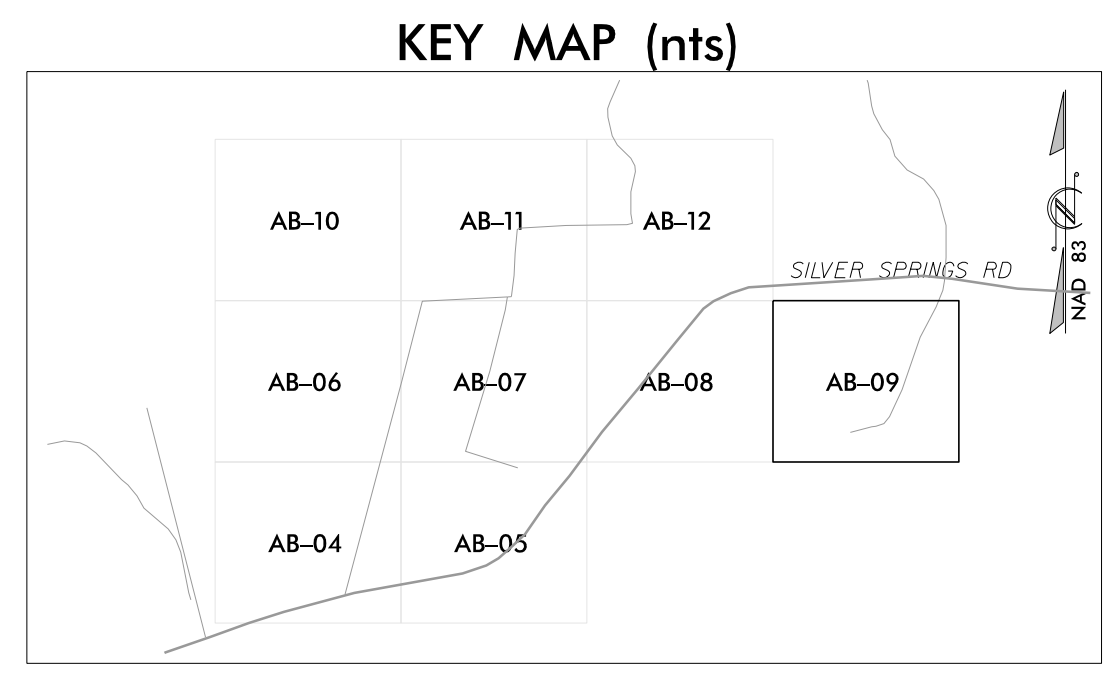 KEY MAP (nts)
AB–10
AB–11
AB–12
SILVER SPRINGS RD
NAD 83
AB–06
AB–07
AB–08
AB–09
AB–04
AB–05